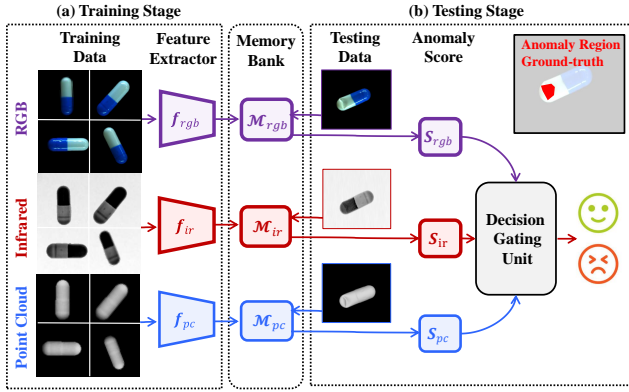 (a) Training Stage
(b) Testing Stage
Training
Data
Feature
Extractor
Memory
Bank
Testing
Data
Anomaly
Score
Anomaly Region
Ground-truth
RGB
f_rgb
M_rgb
S_rgb
Infrared
f_ir
M_ir
S_ir
Decision
Gating
Unit
Point Cloud
f_pc
M_pc
S_pc